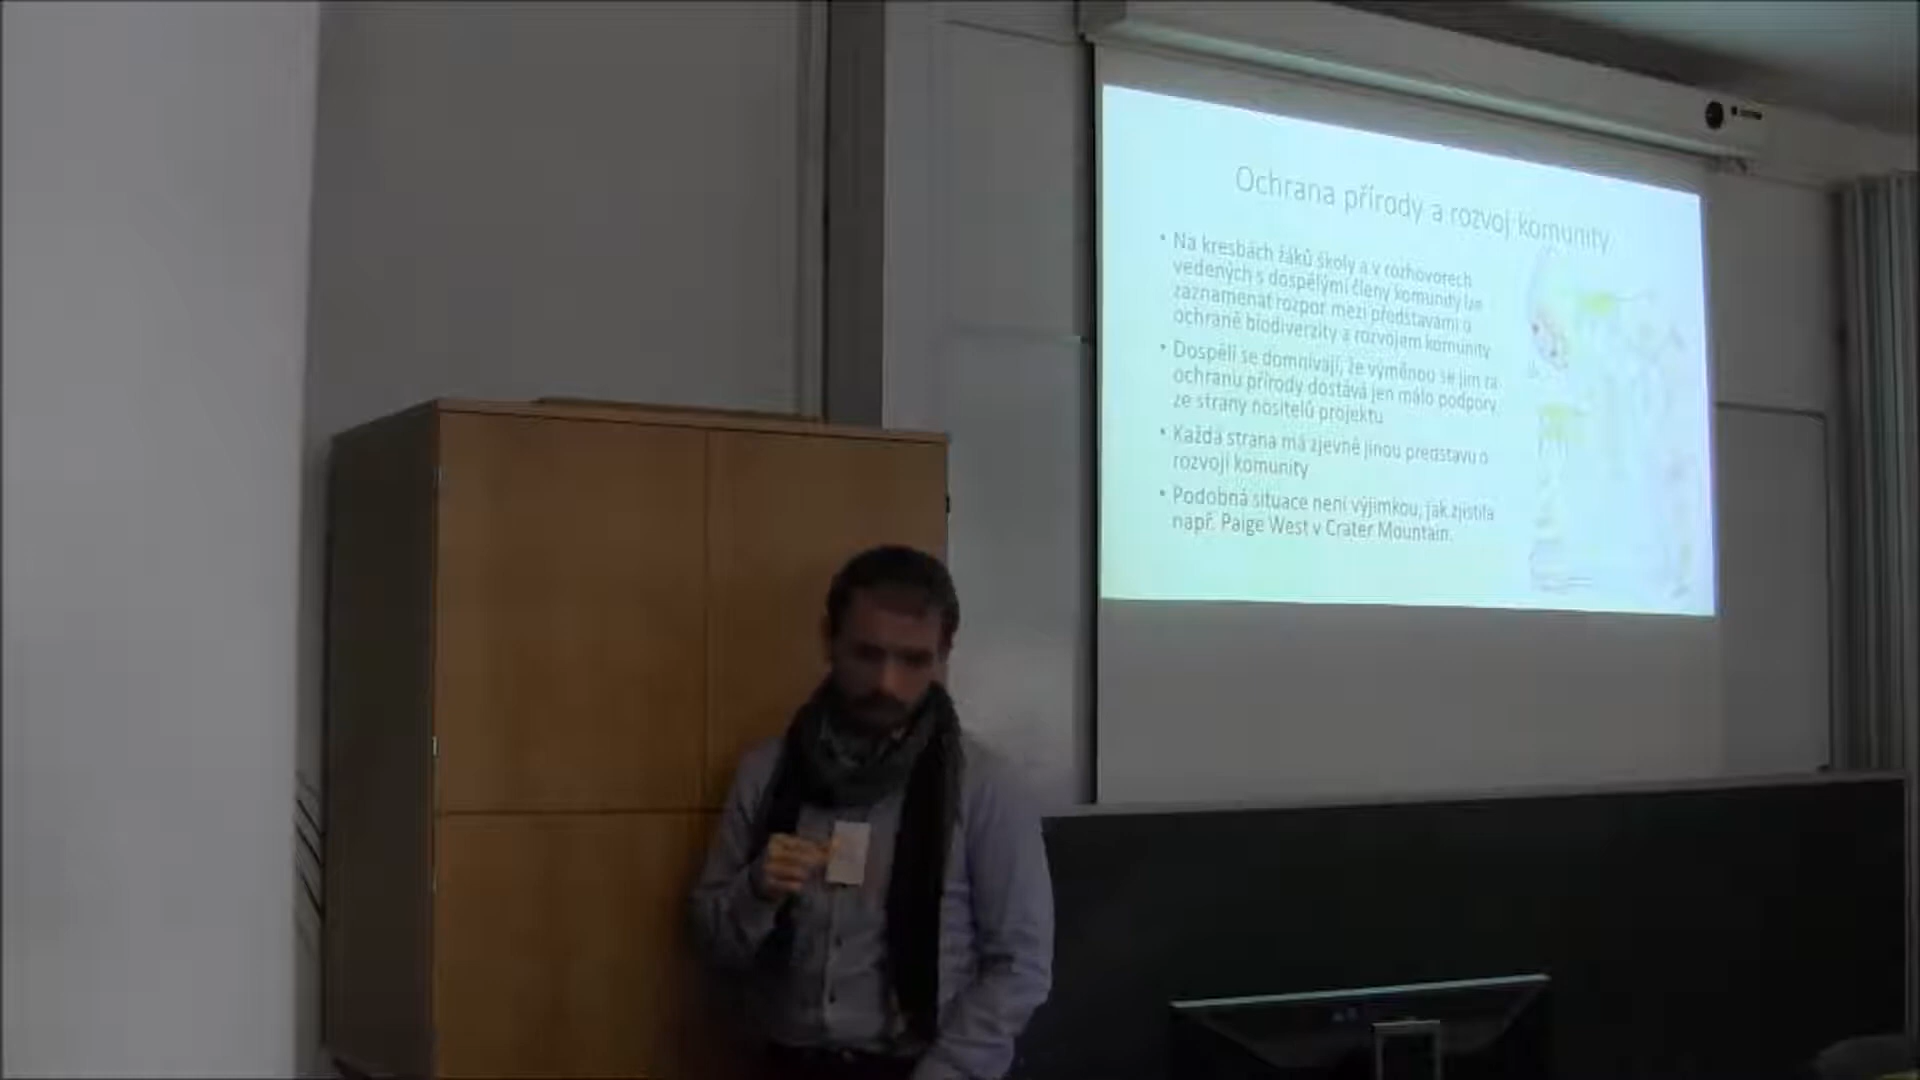 Ochrana přírody a rozvoj komunity
• Na kresbách žáků školy a v rozhovorech
vedených s dospělými členy komunity lze
zaznamenat rozpor mezi představami o
ochraně biodiverzity a rozvojem komunity
• Dospělí se domnívají, že výměnou se jim za
ochranu přírody dostává jen málo podpory
ze strany nositelů projektu
• Každá strana má zjevně jinou představu o
rozvoji komunity
• Podobná situace není výjimkou, jak zjistila
např. Paige West v Crater Mountain.